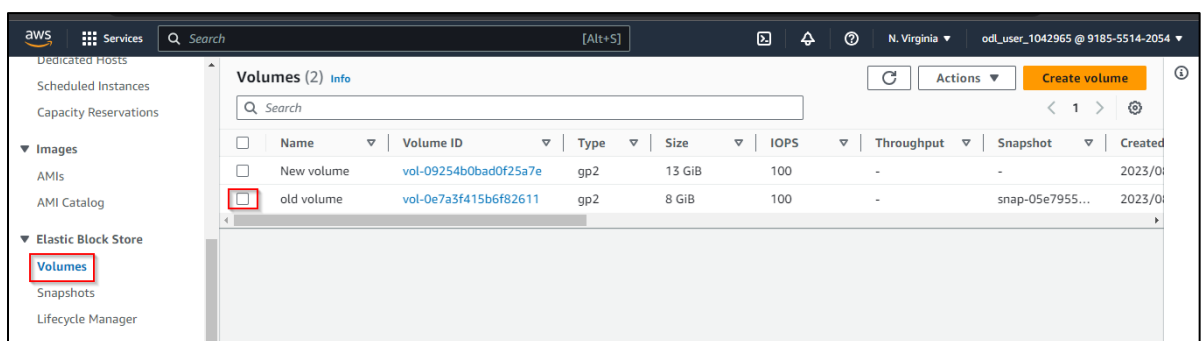 aws Services Search [Alt+S] N. Virginia ▼ odl_user_1042965 @ 9185-5514-2054 ▼
Dedicated Hosts
Scheduled Instances
Capacity Reservations
▼ Images
AMIs
AMI Catalog
▼ Elastic Block Store
Volumes
Snapshots
Lifecycle Manager
Volumes (2) Info
Actions ▼ Create volume
Search
< 1 >
Name Volume ID Type Size IOPS Throughput Snapshot Created
New volume vol-09254b0bad0f25a7e gp2 13 GiB 100 - - 2023/0
old volume vol-0e7a3f415b6f82611 gp2 8 GiB 100 - snap-05e7955... 2023/0